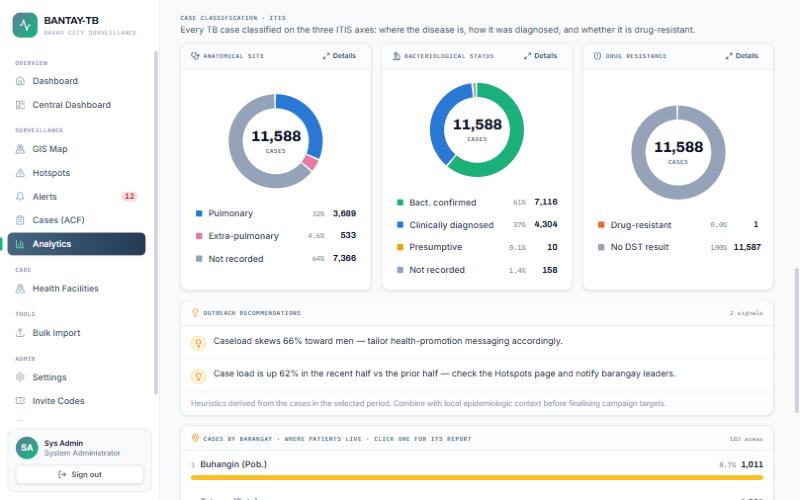 BANTAY-TB
DAVAO CITY SURVEILLANCE
OVERVIEW
Dashboard
Central Dashboard
SURVEILLANCE
GIS Map
Hotspots
Alerts 12
Cases (ACF)
Analytics
CARE
Health Facilities
TOOLS
Bulk Import
ADMIN
Settings
Invite Codes
SA
Sys Admin
System Administrator
Sign out
CASE CLASSIFICATION · ITIS
Every TB case classified on the three ITIS axes: where the disease is, how it was diagnosed, and whether it is drug-resistant.
ANATOMICAL SITE Details
11,588
CASES
Pulmonary 32% 3,689
Extra-pulmonary 4.6% 533
Not recorded 64% 7,366
BACTERIOLOGICAL STATUS Details
11,588
CASES
Bact. confirmed 61% 7,116
Clinically diagnosed 37% 4,304
Presumptive 0.1% 10
Not recorded 1.4% 158
DRUG RESISTANCE Details
11,588
CASES
Drug-resistant 0.0% 1
No DST result 100% 11,587
OUTREACH RECOMMENDATIONS 2 signals
Caseload skews 66% toward men — tailor health-promotion messaging accordingly.
Case load is up 62% in the recent half vs the prior half — check the Hotspots page and notify barangay leaders.
Heuristics derived from the cases in the selected period. Combine with local epidemiologic context before finalising campaign targets.
CASES BY BARANGAY · WHERE PATIENTS LIVE · CLICK ONE FOR ITS REPORT 182 areas
1 Buhangin (Pob.) 8.7% 1,011